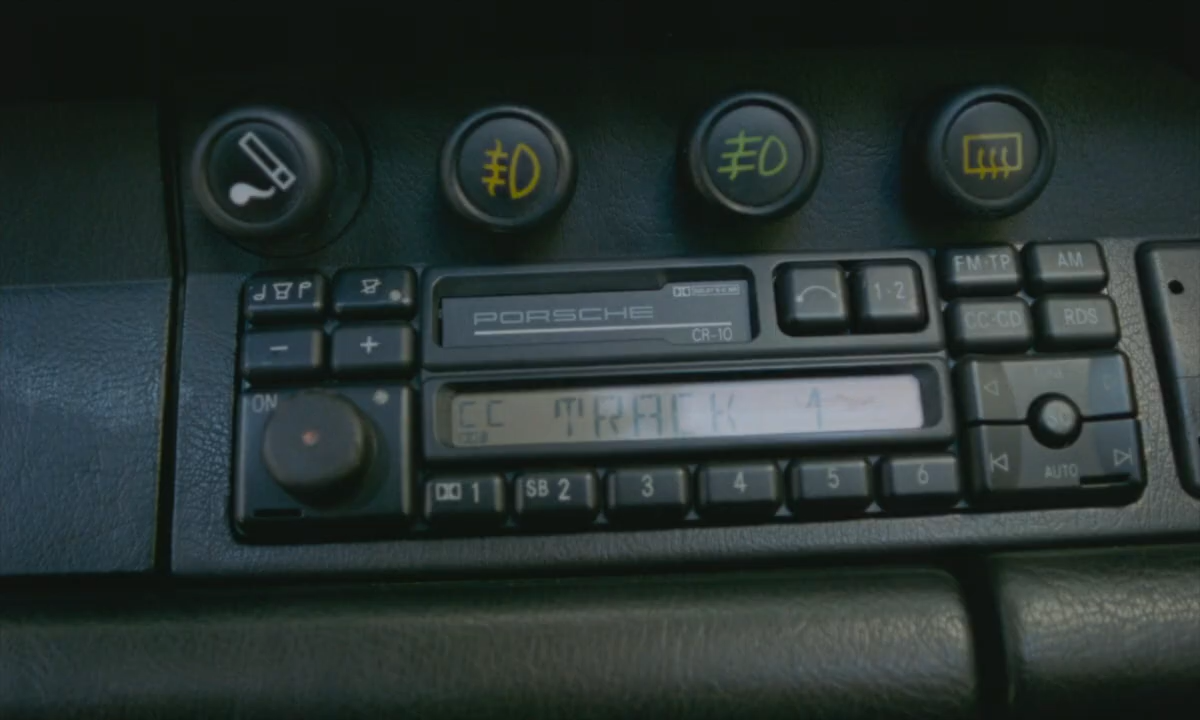 PORSCHE
CR-10
1·2
FM·TP
AM
CC·CD
RDS
− +
ON
CC TRACK 1
1
SB 2
3
4
5
6
AUTO